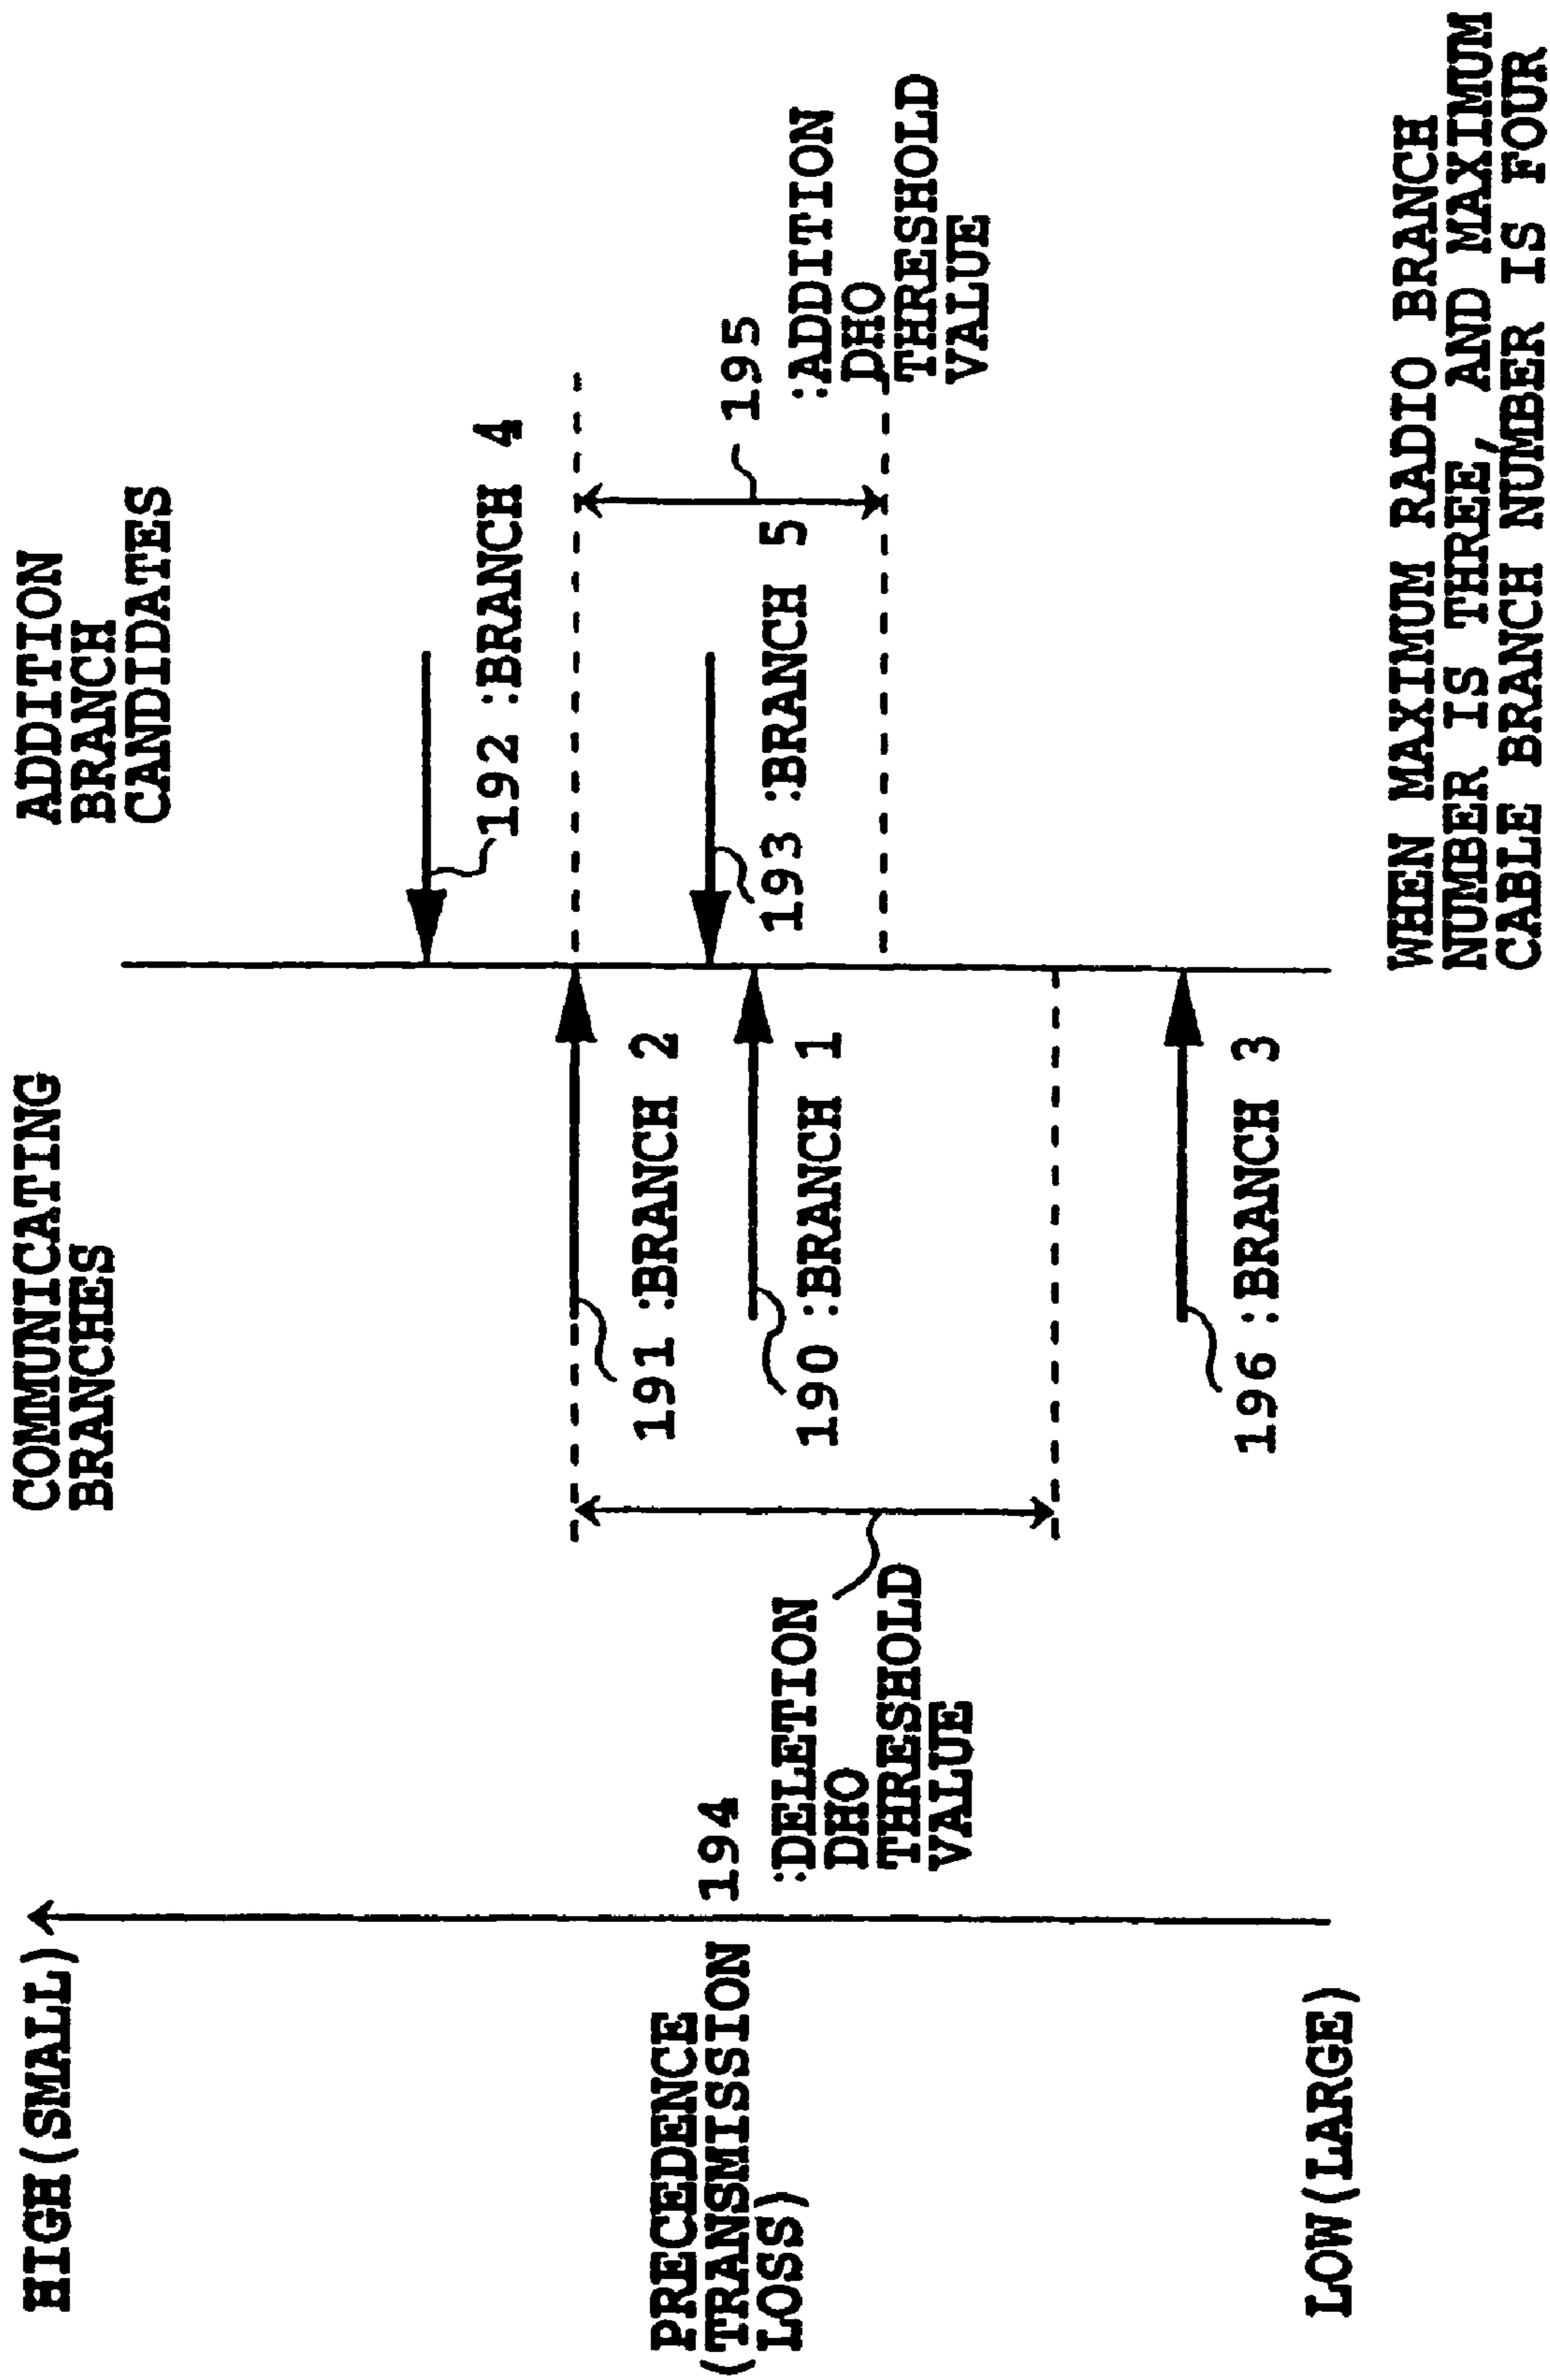 HIGH(SMALL)
PRECEDENCE
(TRANSMISSION
LOSS)
LOW(LARGE)
194
:DELETION
DHO
THRESHOLD
VALUE
COMMUNICATING
BRANCHES
191 :BRANCH 2
190 :BRANCH 1
196 :BRANCH 3
ADDITION
BRANCH
CANDIDATES
192 :BRANCH 4
193 :BRANCH 5
195
:ADDITION
DHO
THRESHOLD
VALUE
WHEN MAXIMUM RADIO BRANCH
NUMBER IS THREE, AND MAXIMUM
CABLE BRANCH NUMBER IS FOUR